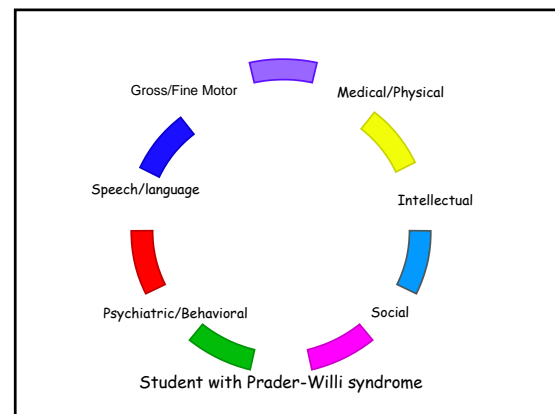 Gross/Fine Motor
Medical/Physical
Speech/language
Intellectual
Psychiatric/Behavioral
Social
Student with Prader-Willi syndrome